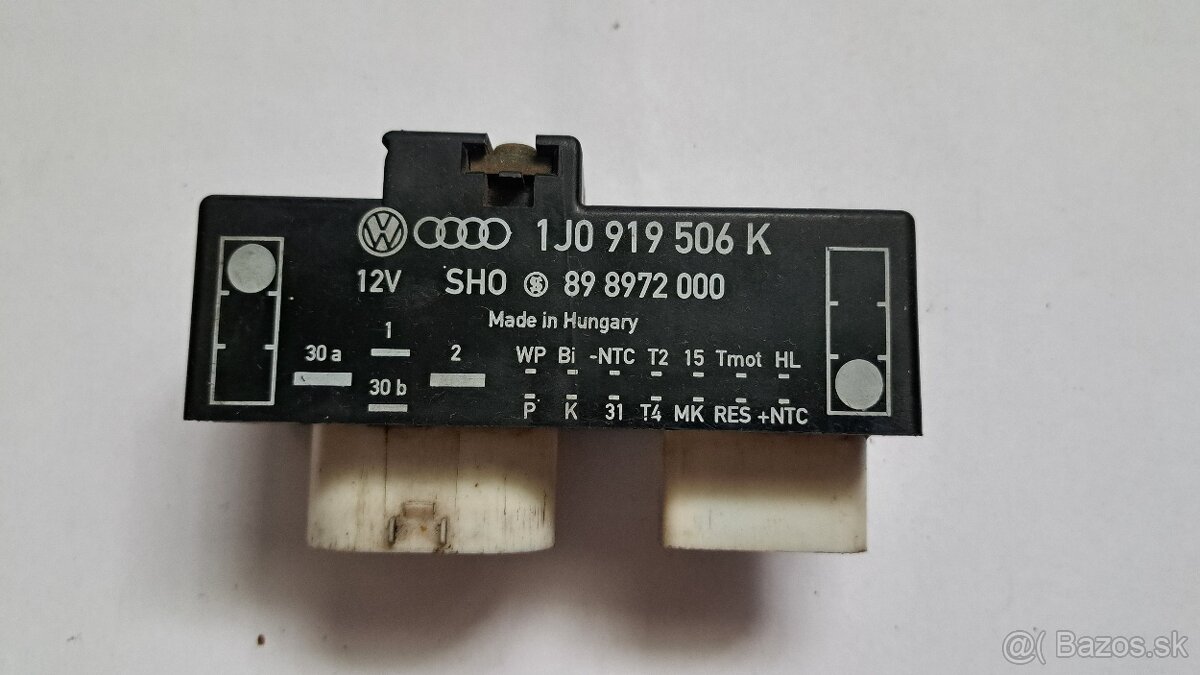 1J0 919 506 K
12V SHO 89 8972 000
Made in Hungary
1
30 a 2 WP Bi -NTC T2 15 Tmot HL
30 b
P K 31 T4 MK RES +NTC
@( Bazos.sk